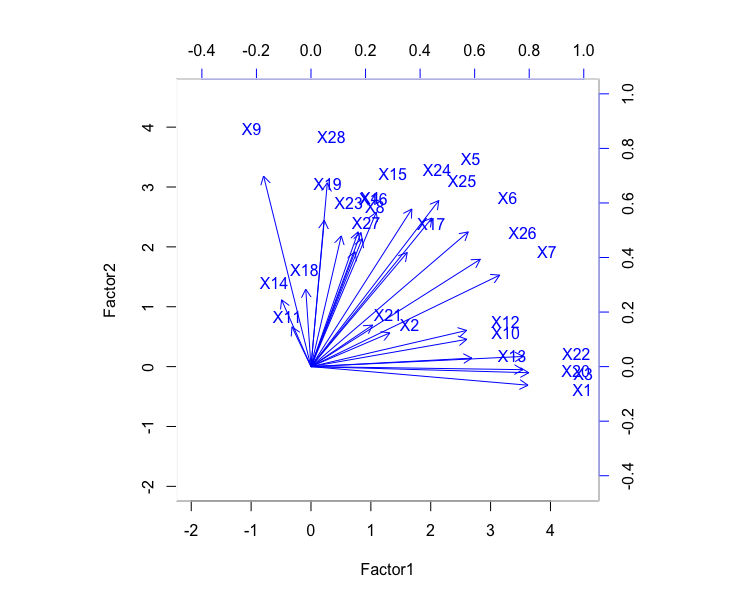 -0.4 -0.2 0.0 0.2 0.4 0.6 0.8 1.0
X9
X28
X5
X24
X15
X25
X19
X6
X23
X8
X27
X17
X26
X7
X18
X14
X11
X21
X2
X12
X10
X13
X22
X20
X3
X1
4
3
2
1
0
-1
-2
Factor2
1.0
0.8
0.6
0.4
0.2
0.0
-0.2
-0.4
-2 -1 0 1 2 3 4
Factor1